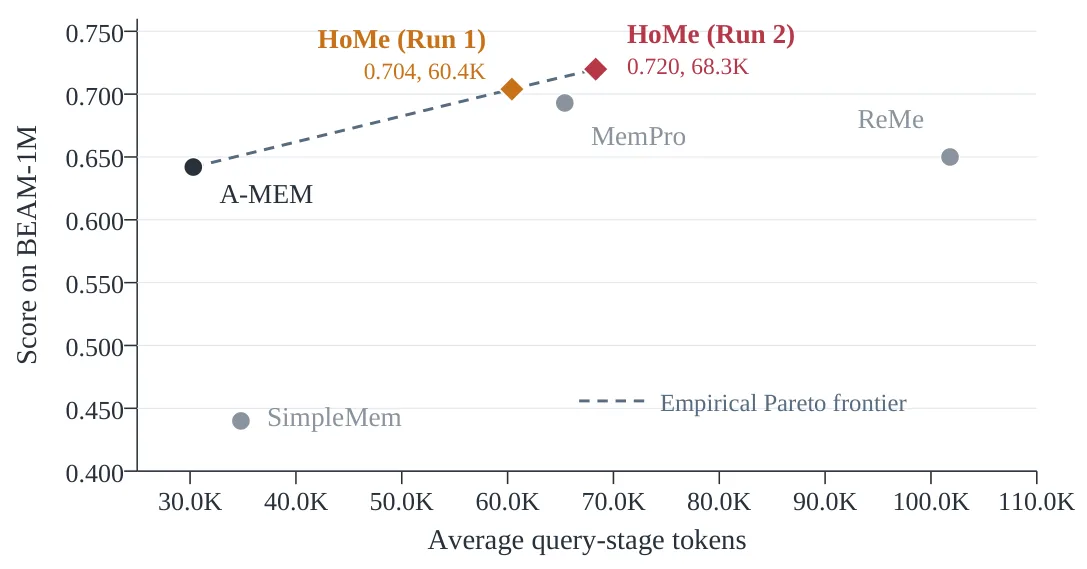 0.750
0.700
0.650
0.600
0.550
0.500
0.450
0.400
Score on BEAM-1M
HoMe (Run 1)
0.704, 60.4K
HoMe (Run 2)
0.720, 68.3K
MemPro
ReMe
A-MEM
SimpleMem
Empirical Pareto frontier
30.0K 40.0K 50.0K 60.0K 70.0K 80.0K 90.0K 100.0K 110.0K
Average query-stage tokens